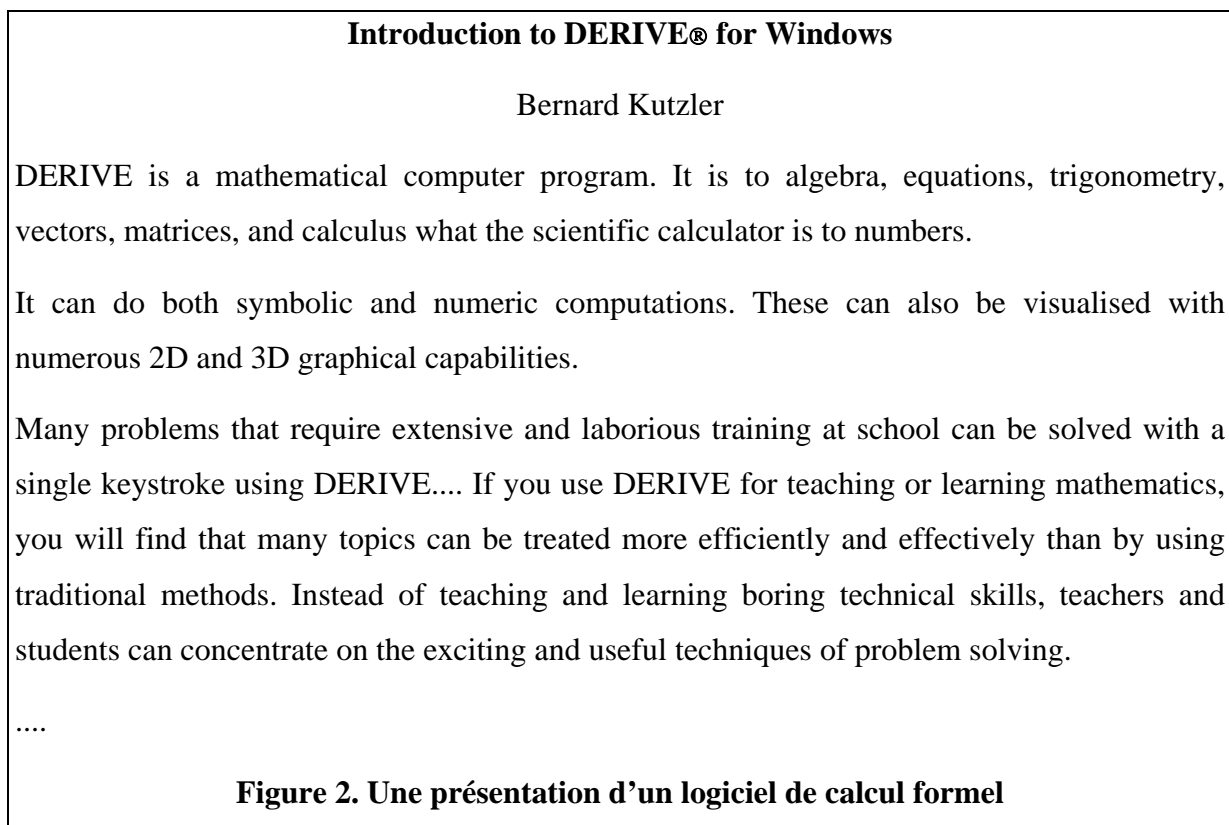 Introduction to DERIVE® for Windows
Bernard Kutzler
DERIVE is a mathematical computer program. It is to algebra, equations, trigonometry,
vectors, matrices, and calculus what the scientific calculator is to numbers.
It can do both symbolic and numeric computations. These can also be visualised with
numerous 2D and 3D graphical capabilities.
Many problems that require extensive and laborious training at school can be solved with a
single keystroke using DERIVE.... If you use DERIVE for teaching or learning mathematics,
you will find that many topics can be treated more efficiently and effectively than by using
traditional methods. Instead of teaching and learning boring technical skills, teachers and
students can concentrate on the exciting and useful techniques of problem solving.
....
Figure 2. Une présentation d’un logiciel de calcul formel